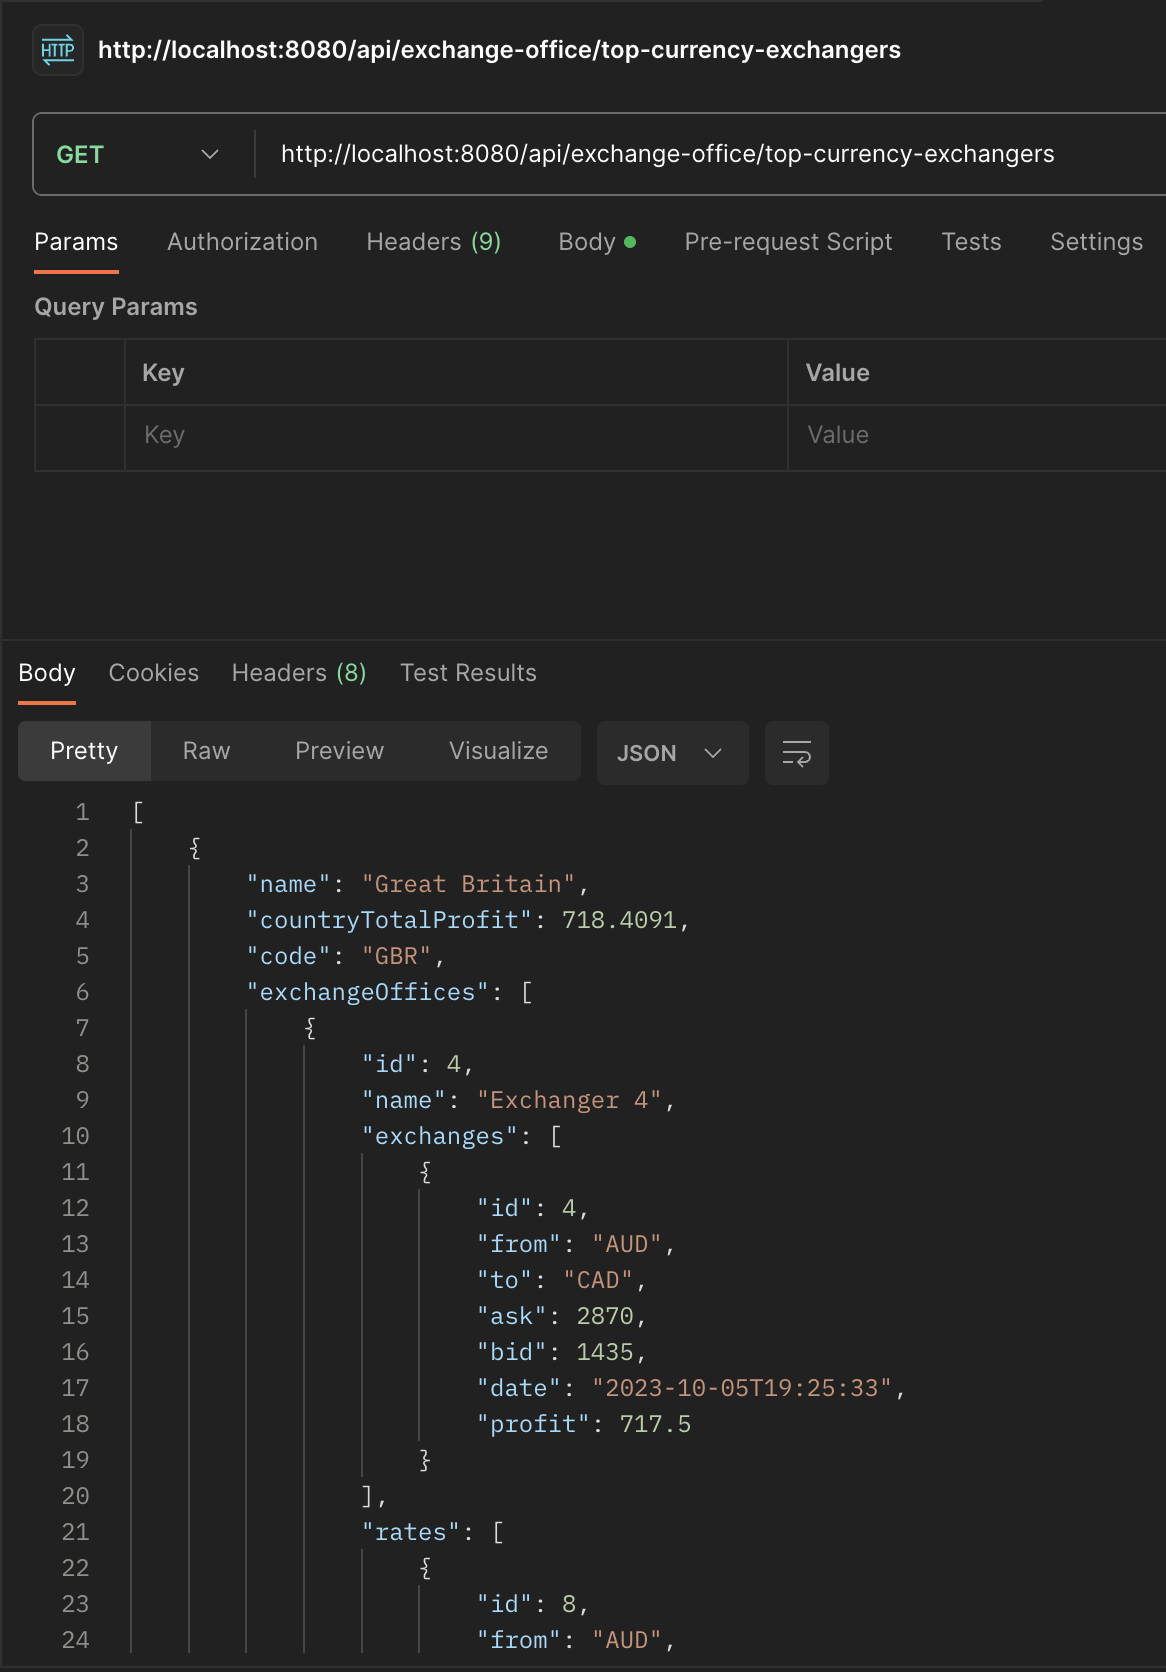 HTTP http://localhost:8080/api/exchange-office/top-currency-exchangers
GET http://localhost:8080/api/exchange-office/top-currency-exchangers
Params Authorization Headers (9) Body Pre-request Script Tests Settings
Query Params
Key Value
Key Value
Body Cookies Headers (8) Test Results
Pretty Raw Preview Visualize JSON
1 [
2 {
3 "name": "Great Britain",
4 "countryTotalProfit": 718.4091,
5 "code": "GBR",
6 "exchangeOffices": [
7 {
8 "id": 4,
9 "name": "Exchanger 4",
10 "exchanges": [
11 {
12 "id": 4,
13 "from": "AUD",
14 "to": "CAD",
15 "ask": 2870,
16 "bid": 1435,
17 "date": "2023-10-05T19:25:33",
18 "profit": 717.5
19 }
20 ],
21 "rates": [
22 {
23 "id": 8,
24 "from": "AUD",